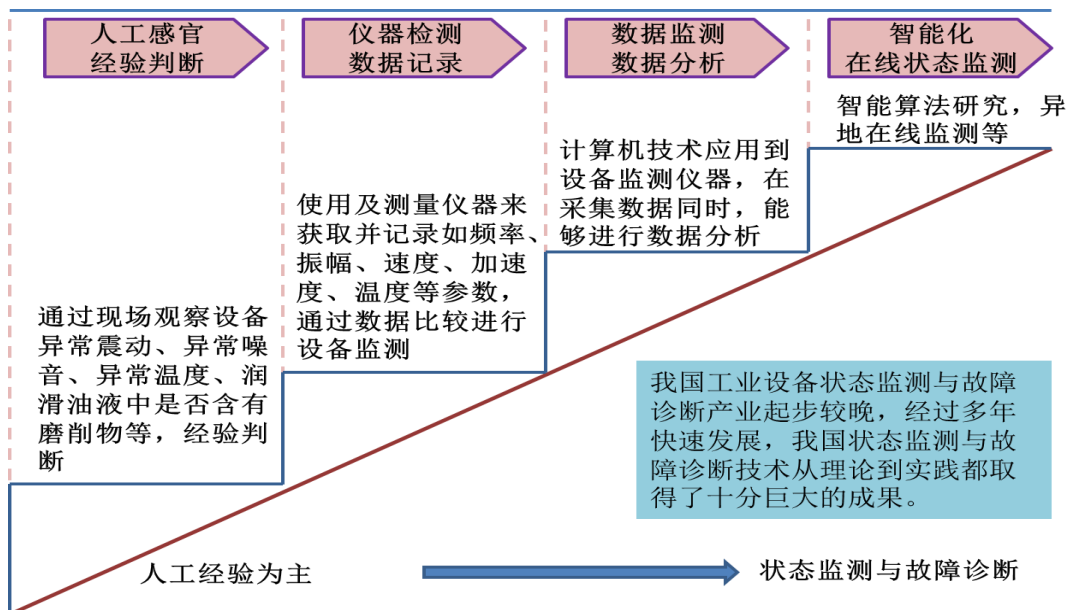 人工感官
经验判断
仪器检测
数据记录
数据监测
数据分析
智能化
在线状态监测
通过现场观察设备
异常震动、异常噪
音、异常温度、润
滑油液中是否含有
磨削物等，经验判
断
使用及测量仪器来
获取并记录如频率、
振幅、速度、加速
度、温度等参数，
通过数据比较进行
设备监测
计算机技术应用到
设备监测仪器，在
采集数据同时，能
够进行数据分析
智能算法研究，异
地在线监测等
我国工业设备状态监测与故障
诊断产业起步较晚，经过多年
快速发展，我国状态监测与故
障诊断技术从理论到实践都取
得了十分巨大的成果。
人工经验为主
状态监测与故障诊断